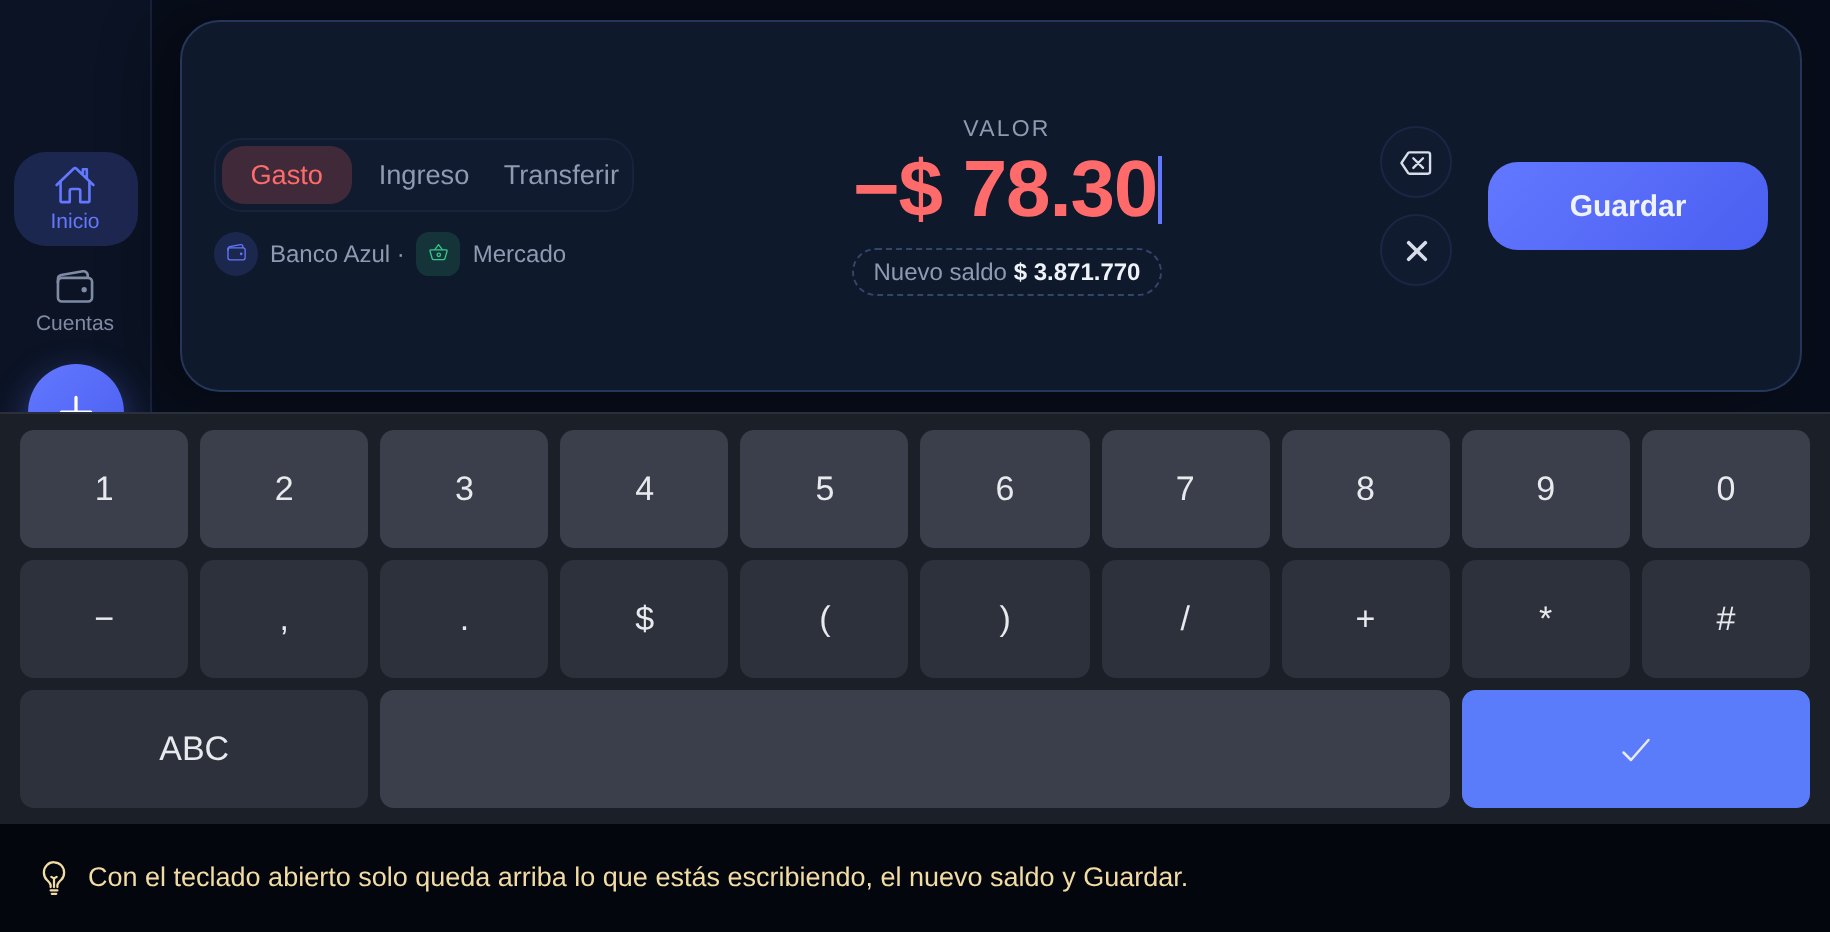 Inicio
Cuentas
Gasto Ingreso Transferir
Banco Azul · Mercado
VALOR
−$ 78.30
Nuevo saldo $ 3.871.770
Guardar
1 2 3 4 5 6 7 8 9 0
− , . $ ( ) / + * #
ABC
Con el teclado abierto solo queda arriba lo que estás escribiendo, el nuevo saldo y Guardar.